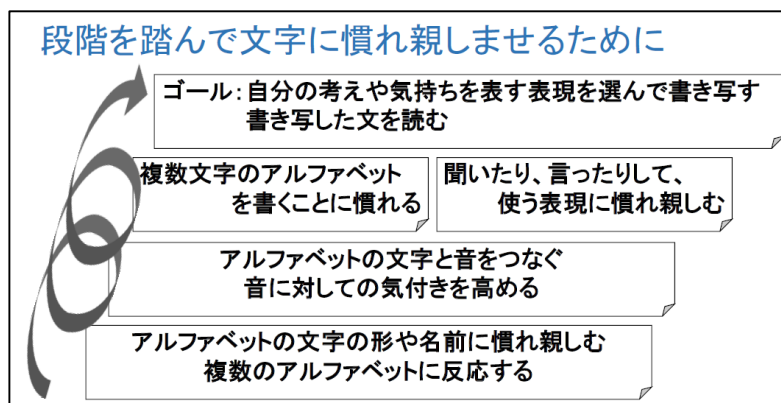 段階を踏んで文字に慣れ親しませるために
ゴール：自分の考えや気持ちを表す表現を選んで書き写す
書き写した文を読む
複数文字のアルファベット
を書くことに慣れる
聞いたり、言ったりして、
使う表現に慣れ親しむ
アルファベットの文字と音をつなぐ
音に対しての気付きを高める
アルファベットの文字の形や名前に慣れ親しむ
複数のアルファベットに反応する